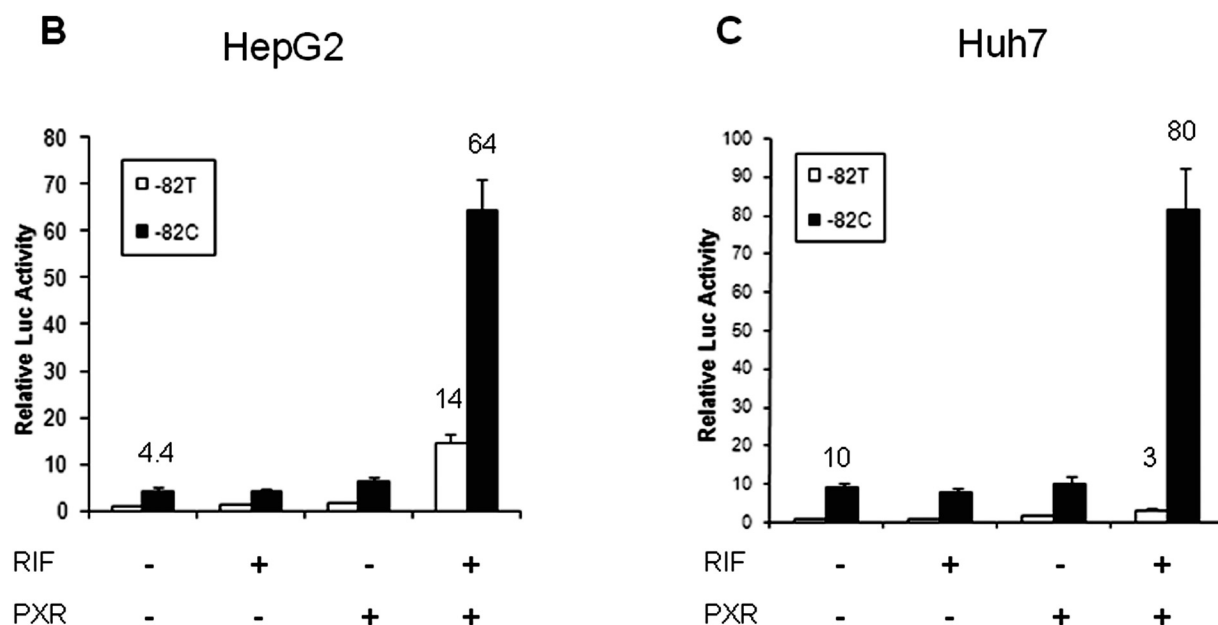 B
HepG2
Relative Luc Activity
80
70
60
50
40
30
20
10
0
-82T
-82C
4.4
14
64
RIF - + - +
PXR - - + +
C
Huh7
Relative Luc Activity
100
90
80
70
60
50
40
30
20
10
0
-82T
-82C
10
3
80
RIF - + - +
PXR - - + +